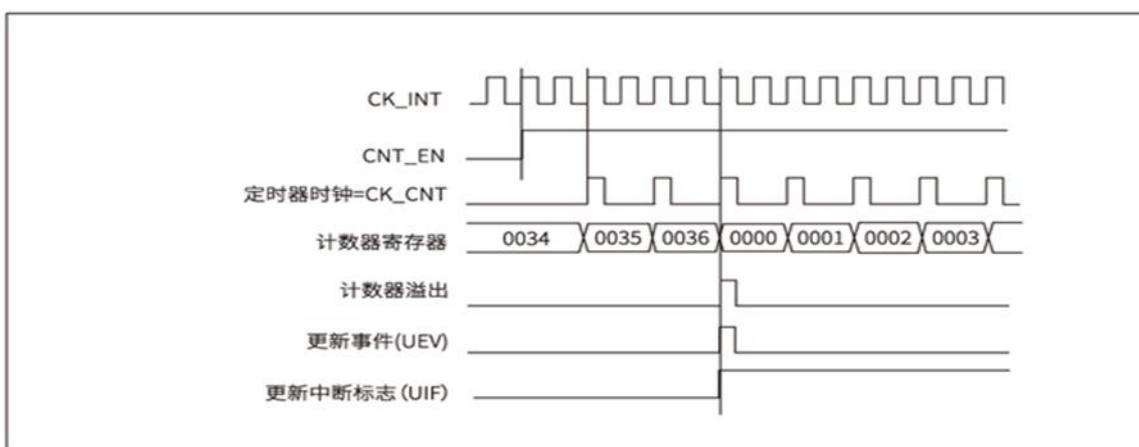 CK_INT
CNT_EN
定时器时钟=CK_CNT
计数器寄存器 0034 0035 0036 0000 0001 0002 0003
计数器溢出
更新事件(UEV)
更新中断标志(UIF)